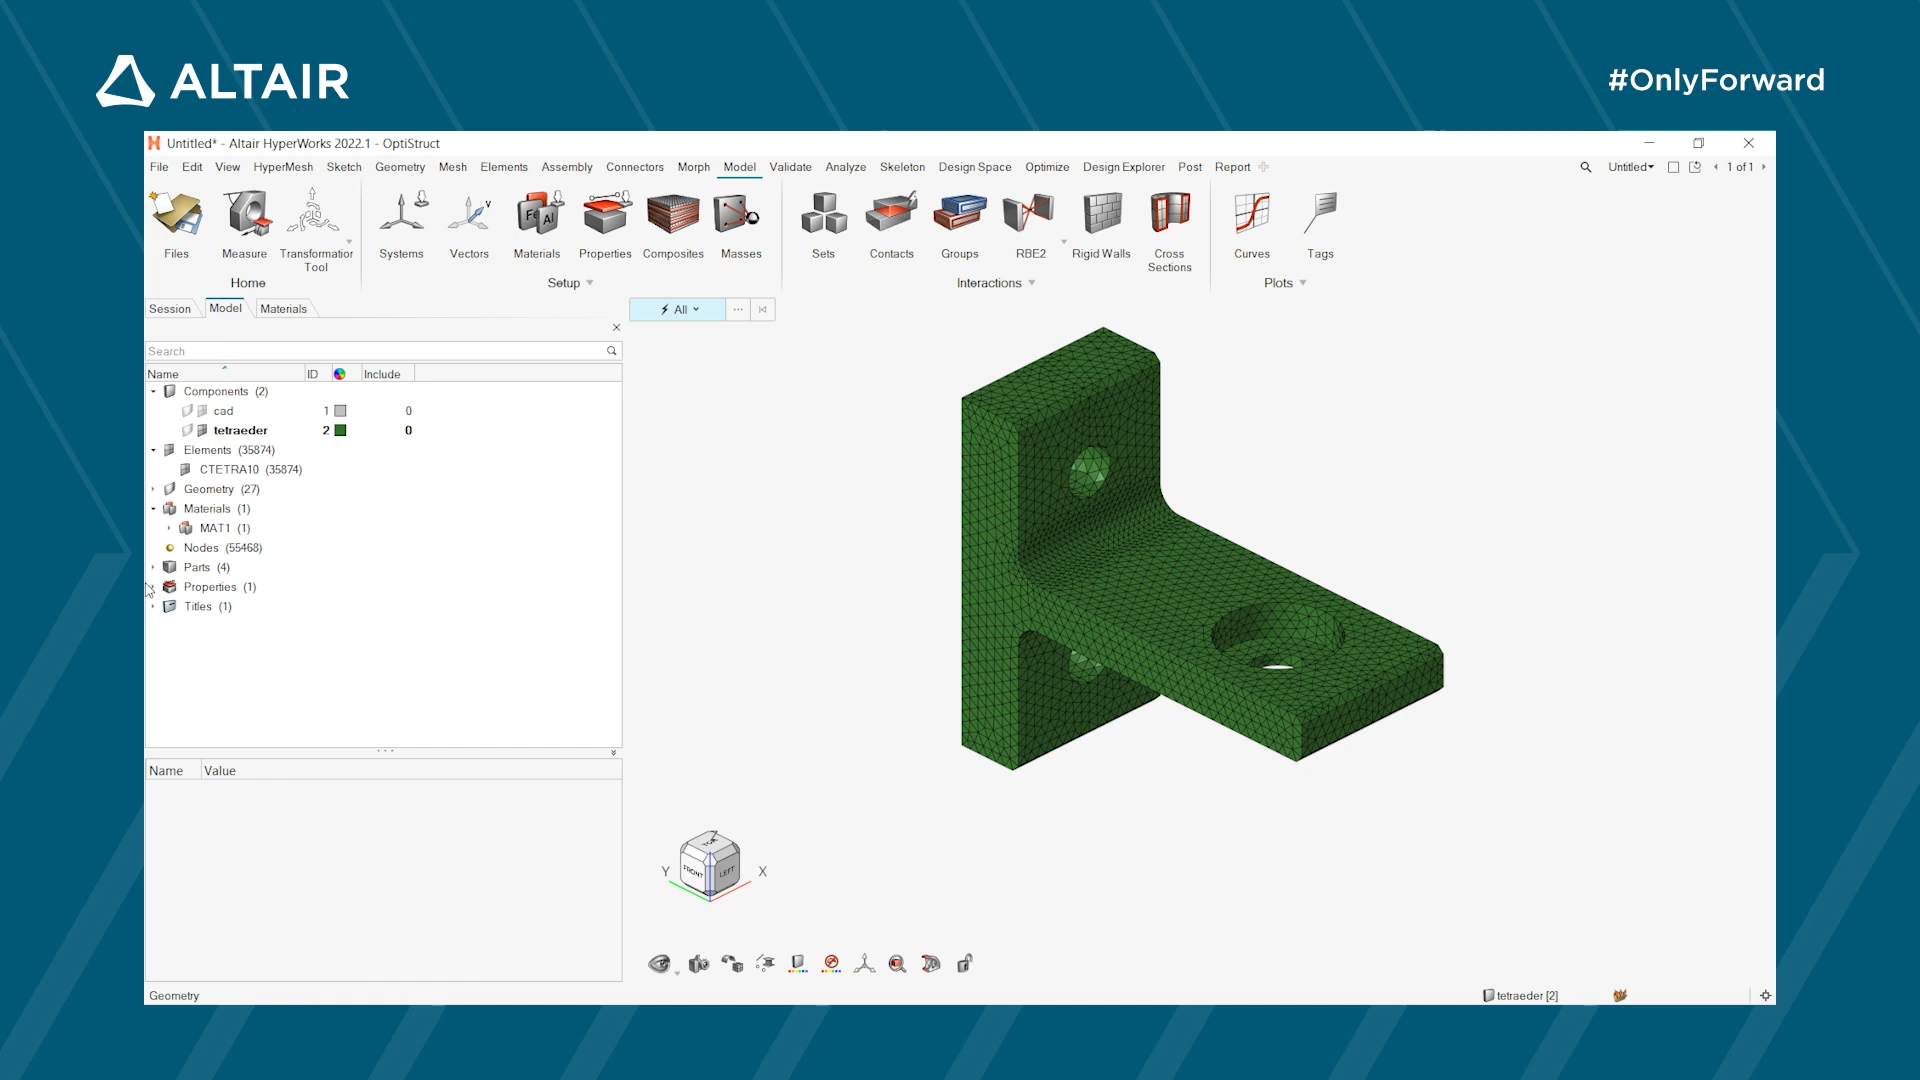 ALTAIR
#OnlyForward
Untitled* - Altair HyperWorks 2022.1 - OptiStruct
File Edit View HyperMesh Sketch Geometry Mesh Elements Assembly Connectors Morph Model Validate Analyze Skeleton Design Space Optimize Design Explorer Post Report Untitled 1 of 1
Fe Al V
Files Measure Transformation Tool Systems Vectors Materials Properties Composites Masses Sets Contacts Groups RBE2 Rigid Walls Cross Sections Curves Tags
Home Setup Interactions Plots
Session Model Materials
All ...
Search
Name ID Include
Components (2)
cad 1 0
tetraeder 2 0
Elements (35874)
CTETRA10 (35874)
Geometry (27)
Materials (1)
MAT1 (1)
Nodes (55468)
Parts (4)
Properties (1)
Titles (1)
Name Value
Z
TOP
FRONT LEFT
Y X
Geometry
tetraeder [2]